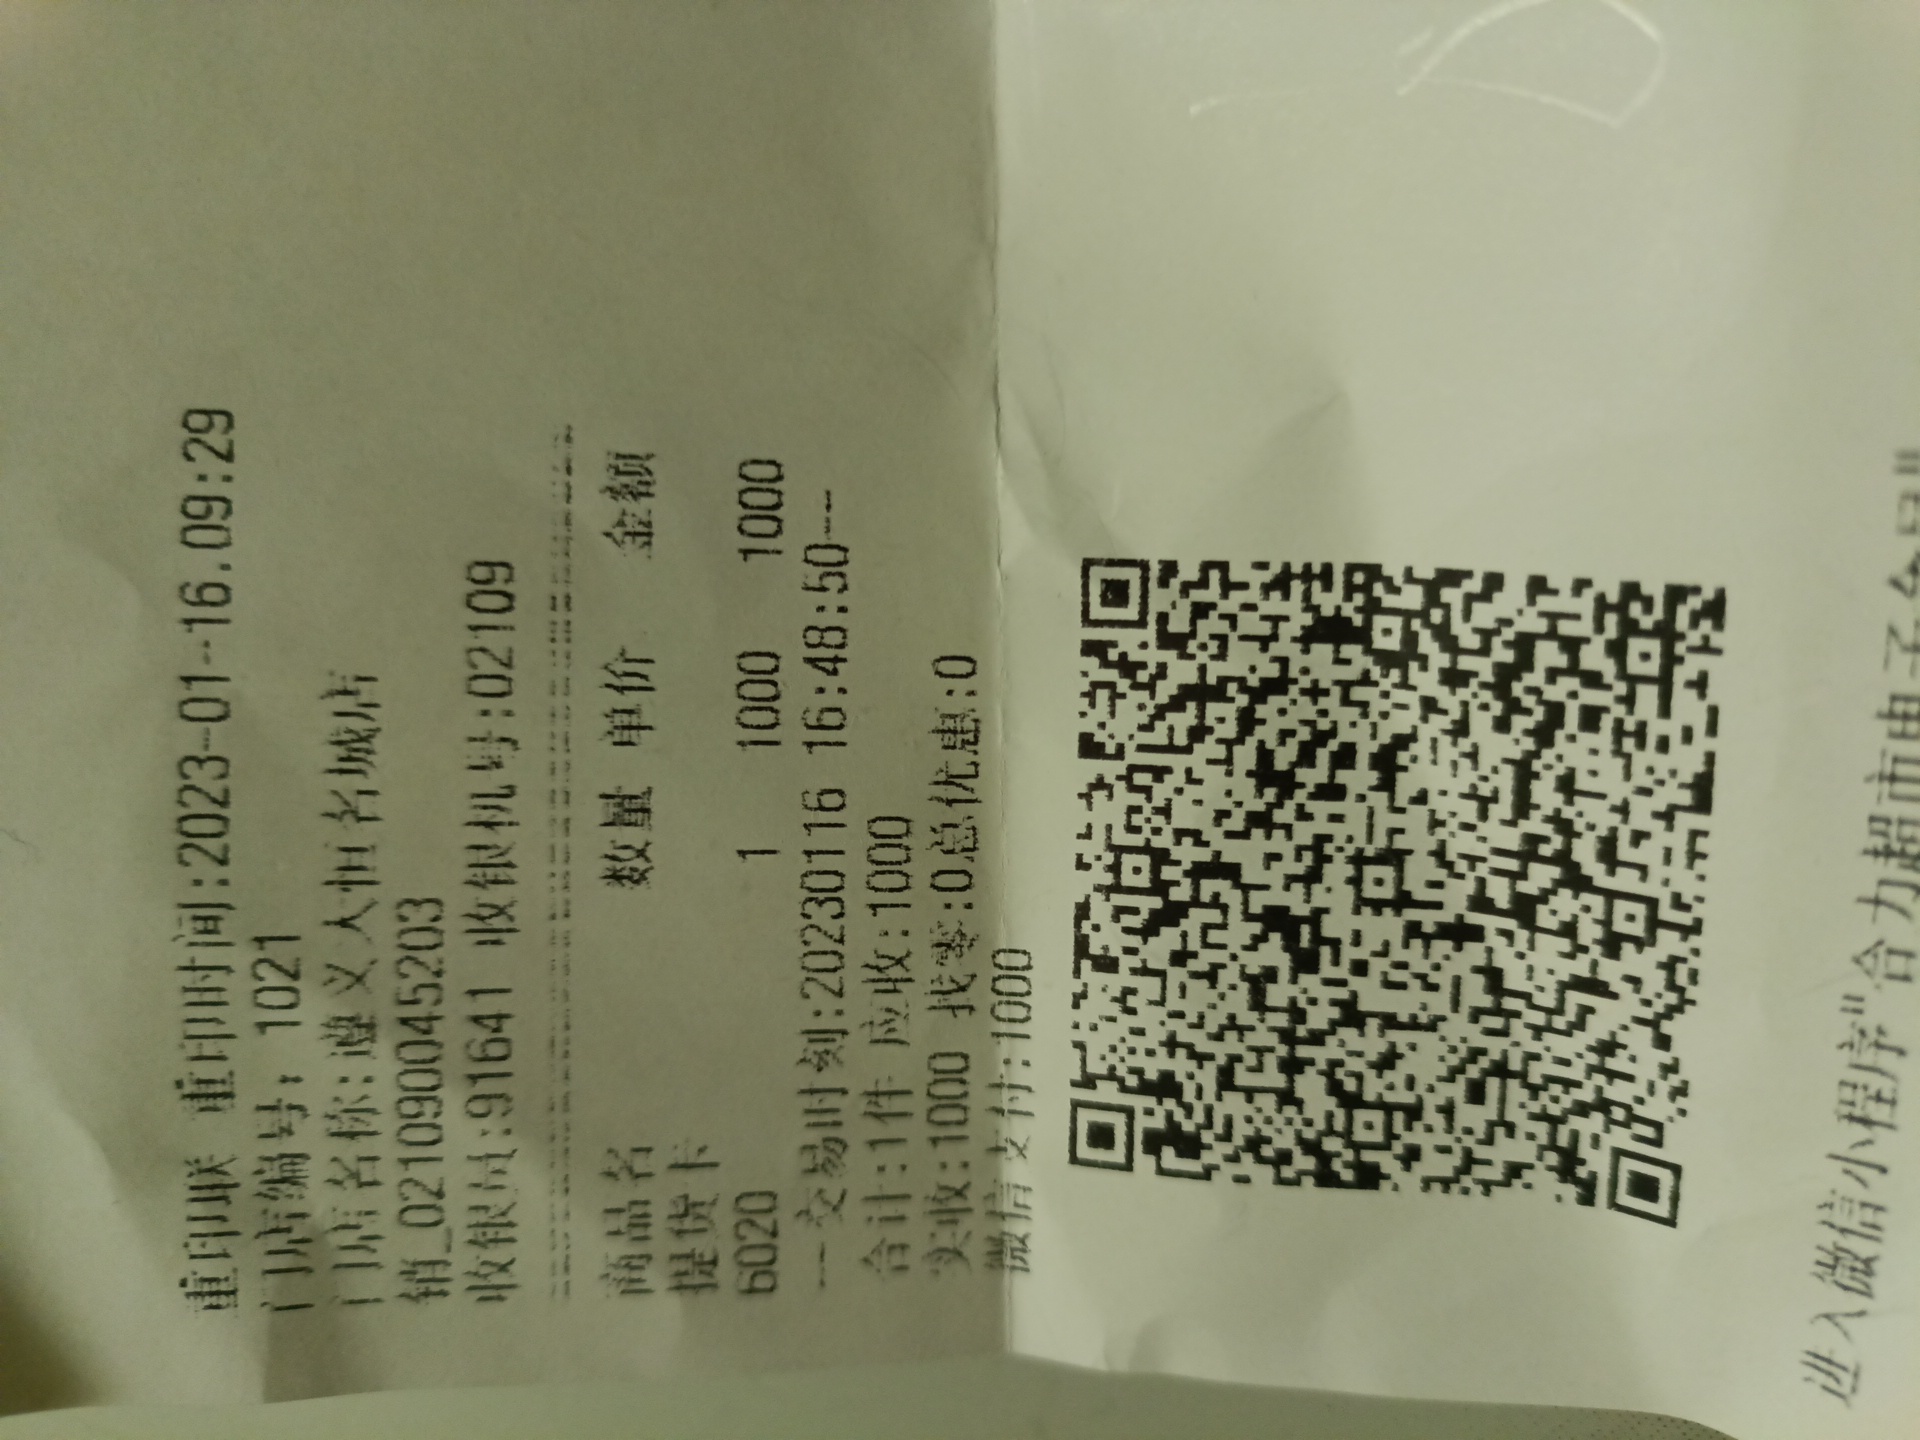 重印联 重印时间:2023-01--16.09:29
门店编号: 1021
门店名称:遵义大恒名城店
销_0210900045203
收银员:91641 收银机号:02109
商品名 数量 单价 金额
提货卡
6020 1 1000 1000
--交易时刻:20230116 16:48:50--
合计:1件 应收:1000
实收:1000 找零:0总优惠:0
微信支付:1000
进入微信小程序"合力超市电子会员"